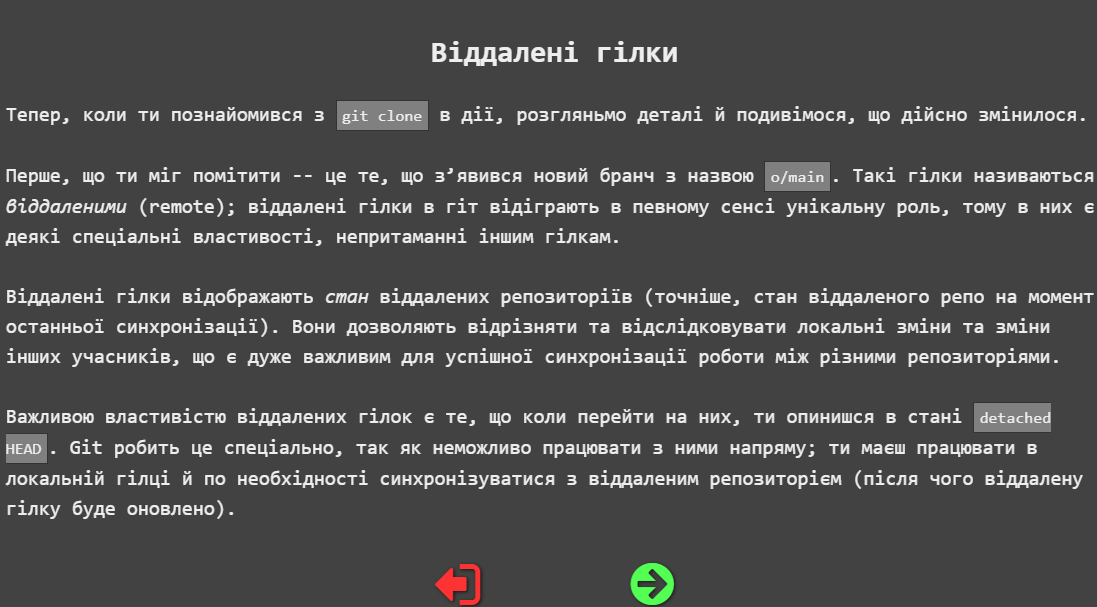 Віддалені гілки
Тепер, коли ти познайомився з git clone в дії, розгляньмо деталі й подивімося, що дійсно змінилося.
Перше, що ти міг помітити -- це те, що з’явився новий бранч з назвою o/main. Такі гілки називаються
віддаленими (remote); віддалені гілки в гіт відіграють в певному сенсі унікальну роль, тому в них є
деякі спеціальні властивості, непритаманні іншим гілкам.
Віддалені гілки відображають стан віддалених репозиторіїв (точніше, стан віддаленого репо на момент
останньої синхронізації). Вони дозволяють відрізняти та відслідковувати локальні зміни та зміни
інших учасників, що є дуже важливим для успішної синхронізації роботи між різними репозиторіями.
Важливою властивістю віддалених гілок є те, що коли перейти на них, ти опинишся в стані detached
HEAD. Git робить це спеціально, так як неможливо працювати з ними напряму; ти маєш працювати в
локальній гілці й по необхідності синхронізуватися з віддаленим репозиторієм (після чого віддалену
гілку буде оновлено).